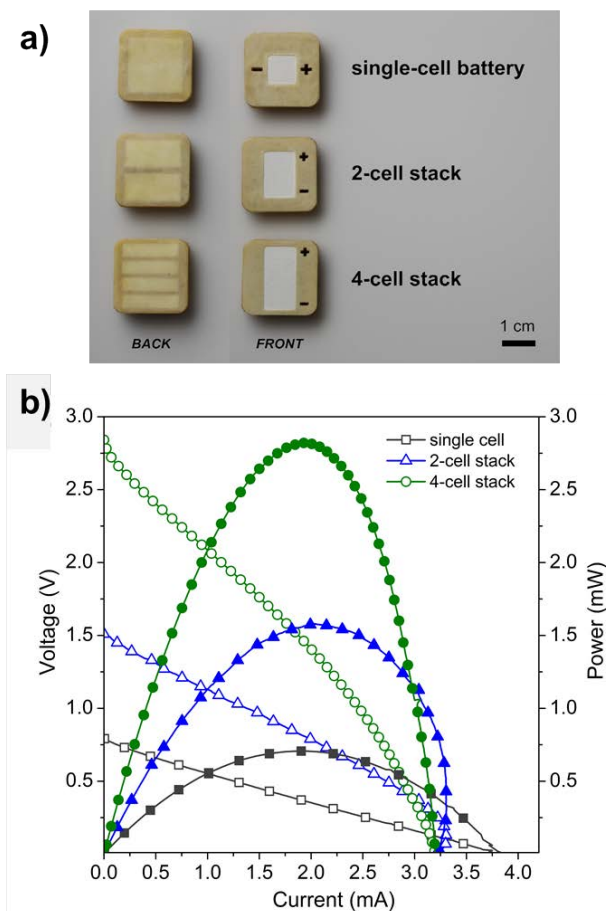 a)
single-cell battery
− +
2-cell stack
+
−
4-cell stack
+
−
BACK
FRONT
1 cm
b)
3.0
2.5
2.0
1.5
1.0
0.5
Voltage (V)
single cell
2-cell stack
4-cell stack
3.0
2.5
2.0
1.5
1.0
0.5
Power (mW)
0.0 0.5 1.0 1.5 2.0 2.5 3.0 3.5 4.0
Current (mA)